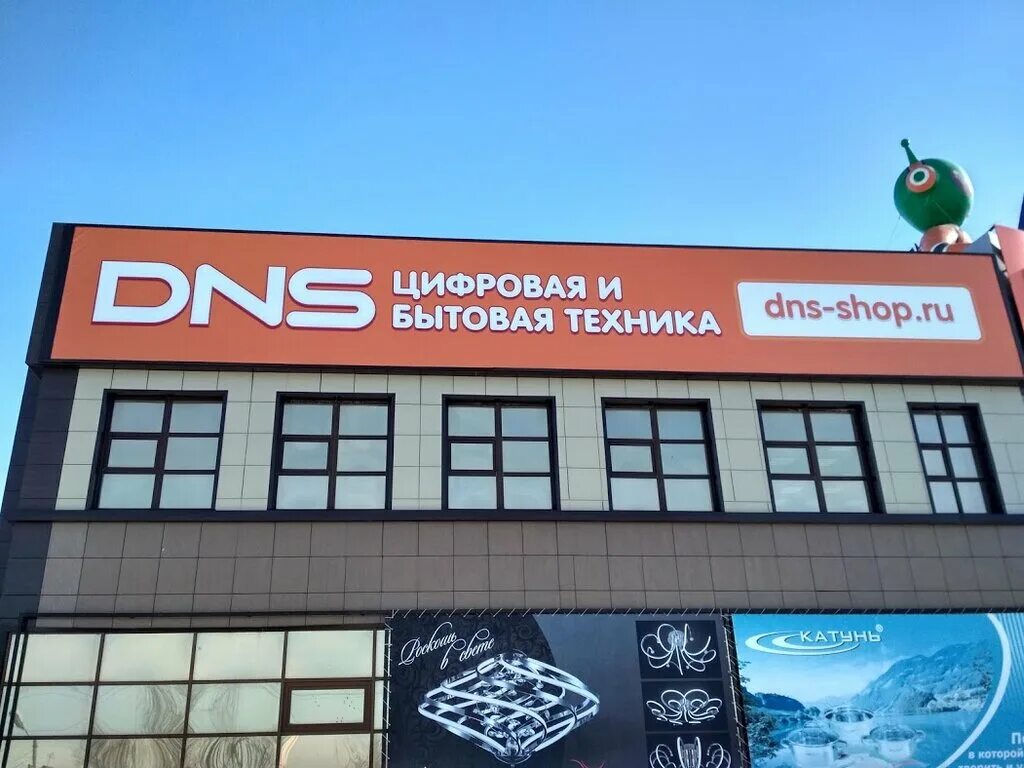 DNS
ЦИФРОВАЯ И
БЫТОВАЯ ТЕХНИКА
dns-shop.ru
Роскошь
в свете
КАТУНЬ®
в которой